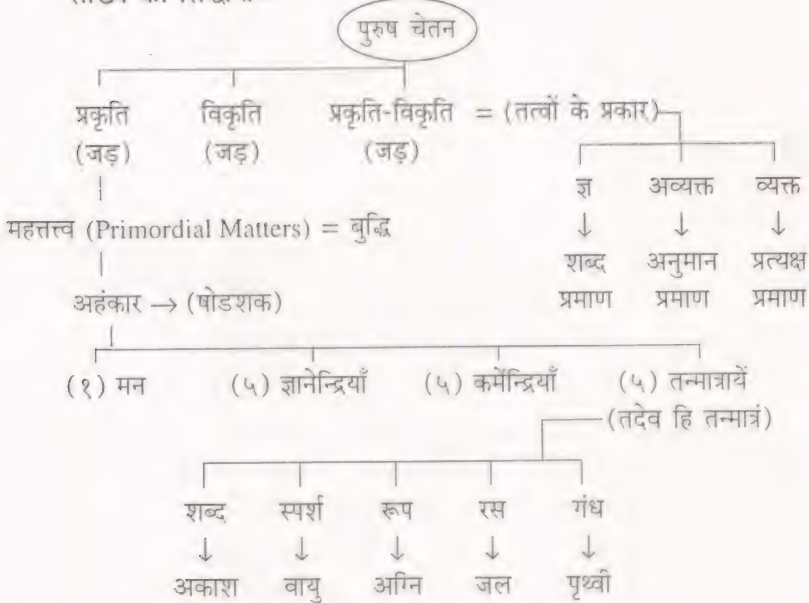 पुरुष चेतन
प्रकृति विकृति प्रकृति-विकृति = (तत्वों के प्रकार)
(जड़) (जड़) (जड़)
ज्ञ अव्यक्त व्यक्त
महत्तत्त्व (Primordial Matters) = बुद्धि
↓ ↓ ↓
शब्द अनुमान प्रत्यक्ष
अहंकार → (षोडशक)
प्रमाण प्रमाण प्रमाण
(१) मन (५) ज्ञानेन्द्रियाँ (५) कर्मेन्द्रियाँ (५) तन्मात्रायें
(तदेव हि तन्मात्रं)
शब्द स्पर्श रूप रस गंध
↓ ↓ ↓ ↓ ↓
अकाश वायु अग्नि जल पृथ्वी